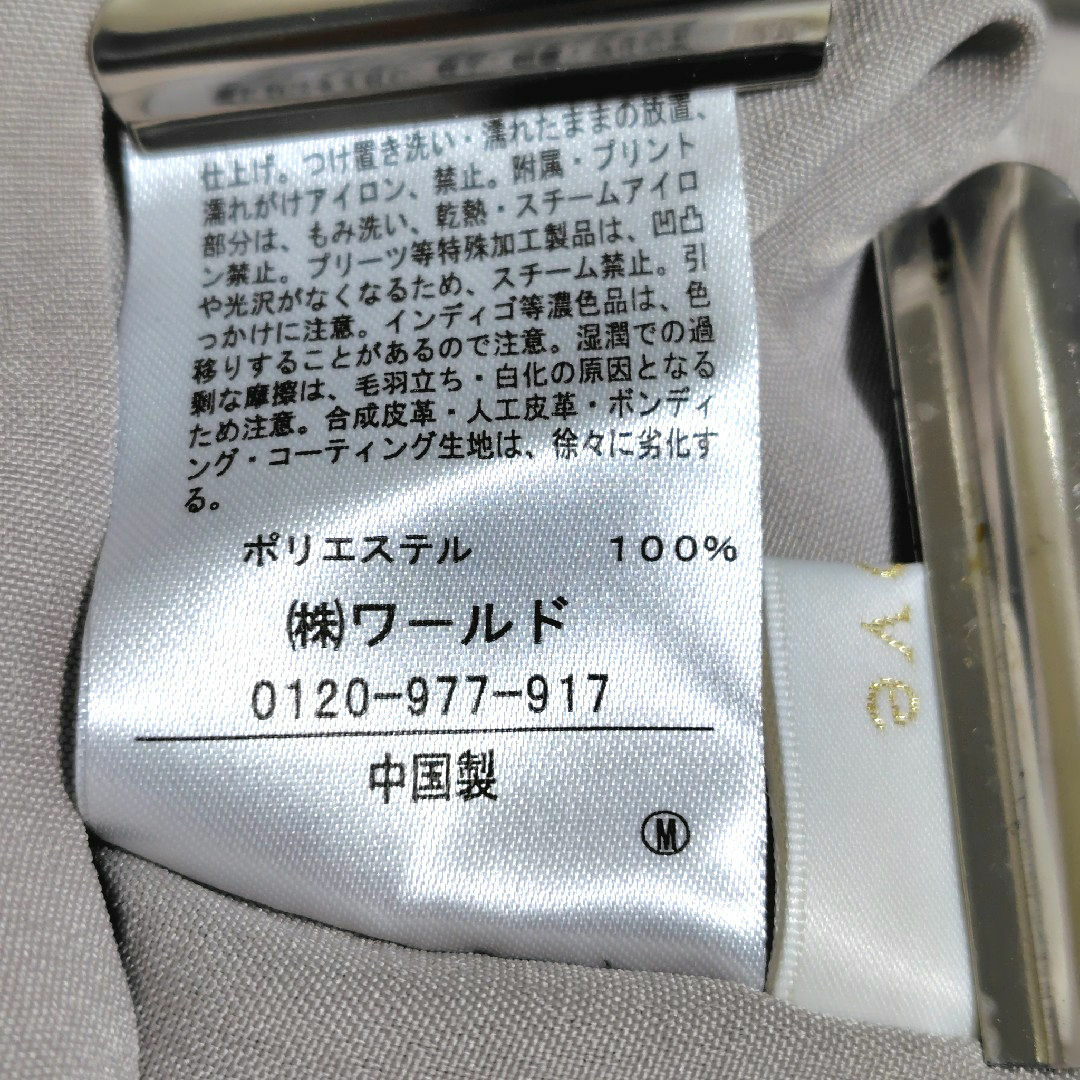 仕上げ。つけ置き洗い・濡れたままの放置、
濡れがけアイロン、禁止。附属・プリント
部分は、もみ洗い、乾熱・スチームアイロ
ン禁止。プリーツ等特殊加工製品は、凹凸
や光沢がなくなるため、スチーム禁止。引
っかけに注意。インディゴ等濃色品は、色
移りすることがあるので注意。湿潤での過
剰な摩擦は、毛羽立ち・白化の原因となる
ため注意。合成皮革・人工皮革・ボンディ
ング・コーティング生地は、徐々に劣化す
る。
ポリエステル 100%
㈱ワールド
0120-977-917
中国製
Ⓜ
ove